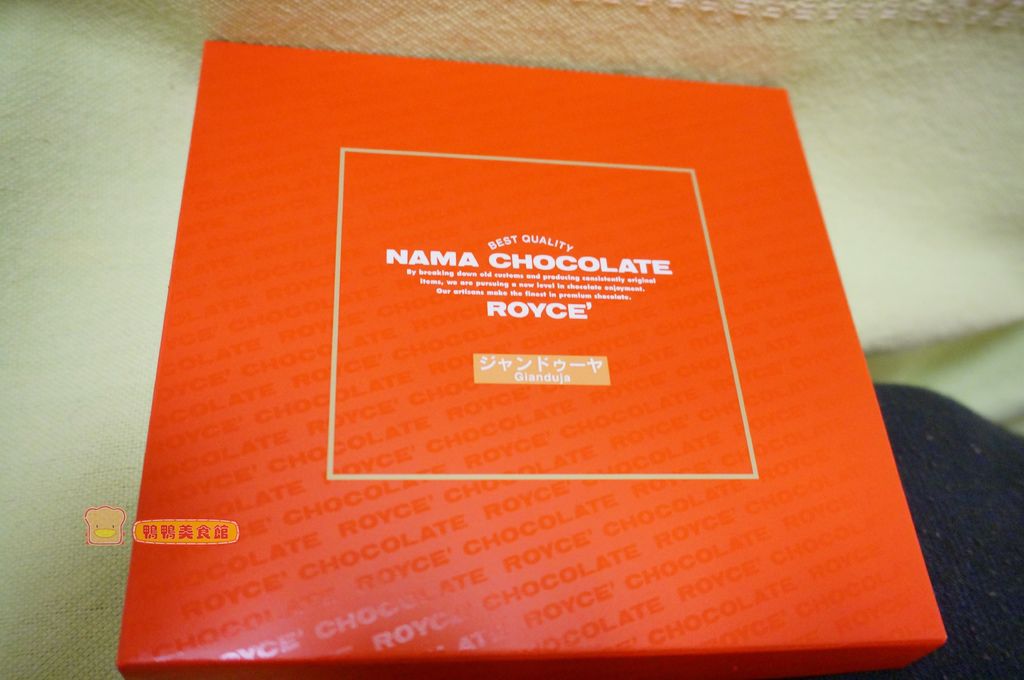 BEST QUALITY
NAMA CHOCOLATE
By breaking down old customs and producing consistently original
items, we are pursuing a new level in chocolate enjoyment.
Our artisans make the finest in premium chocolate.
ROYCE'
ジャンドゥーヤ
Gianduja
ROYCE' CHOCOLATE
鴨鴨美食館